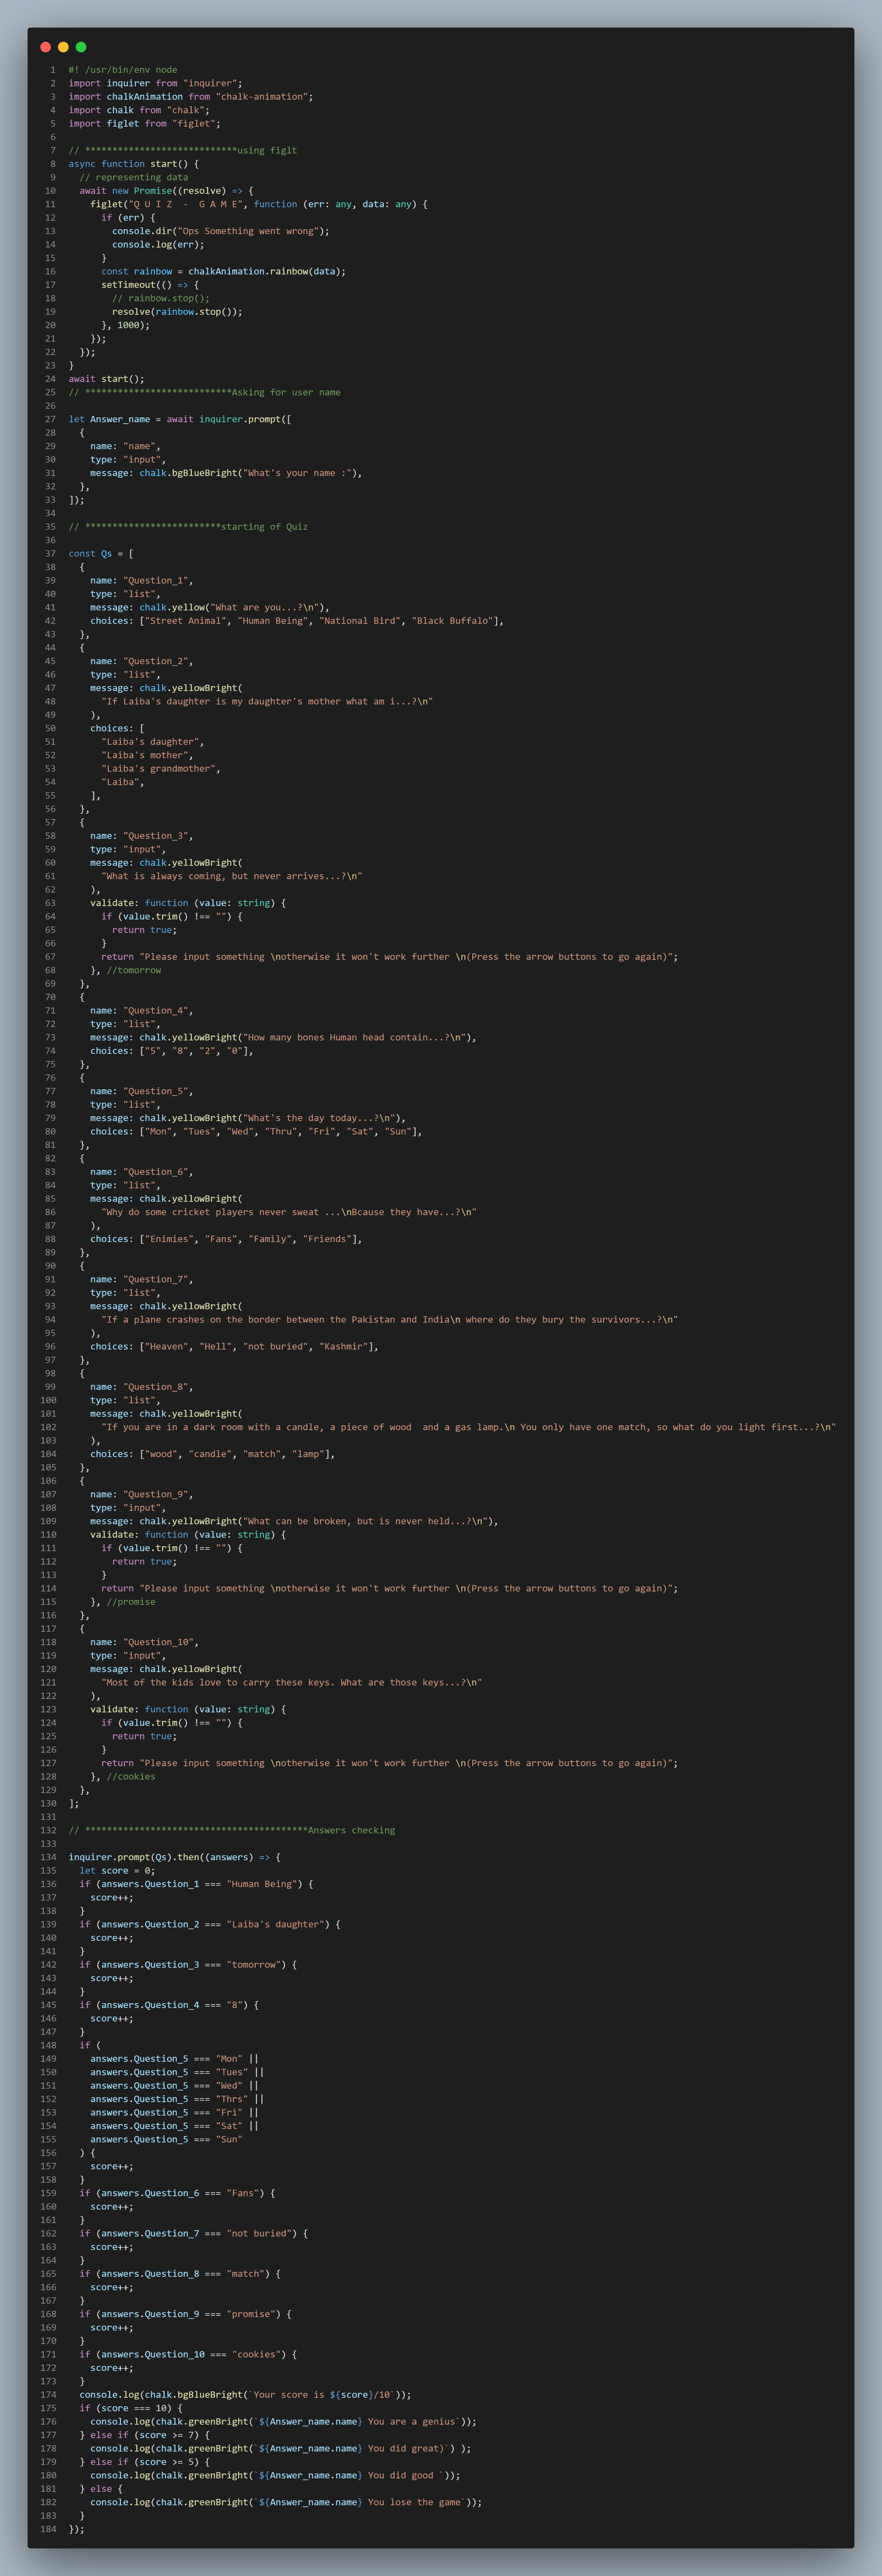 1 #! /usr/bin/env node
2 import inquirer from "inquirer";
3 import chalkAnimation from "chalk-animation";
4 import chalk from "chalk";
5 import figlet from "figlet";
6
7 // ****************************using figlt
8 async function start() {
9   // representing data
10   await new Promise((resolve) => {
11     figlet("Q U I Z  -  G A M E", function (err: any, data: any) {
12       if (err) {
13         console.dir("Ops Something went wrong");
14         console.log(err);
15       }
16       const rainbow = chalkAnimation.rainbow(data);
17       setTimeout(() => {
18         // rainbow.stop();
19         resolve(rainbow.stop());
20       }, 1000);
21     });
22   });
23 }
24 await start();
25 // ***************************Asking for user name
26
27 let Answer_name = await inquirer.prompt([
28   {
29     name: "name",
30     type: "input",
31     message: chalk.bgBlueBright("What's your name :"),
32   },
33 ]);
34
35 // *************************starting of Quiz
36
37 const Qs = [
38   {
39     name: "Question_1",
40     type: "list",
41     message: chalk.yellow("What are you...?\n"),
42     choices: ["Street Animal", "Human Being", "National Bird", "Black Buffalo"],
43   },
44   {
45     name: "Question_2",
46     type: "list",
47     message: chalk.yellowBright(
48       "If Laiba's daughter is my daughter's mother what am i...?\n"
49     ),
50     choices: [
51       "Laiba's daughter",
52       "Laiba's mother",
53       "Laiba's grandmother",
54       "Laiba",
55     ],
56   },
57   {
58     name: "Question_3",
59     type: "input",
60     message: chalk.yellowBright(
61       "What is always coming, but never arrives...?\n"
62     ),
63     validate: function (value: string) {
64       if (value.trim() !== "") {
65         return true;
66       }
67       return "Please input something \notherwise it won't work further \n(Press the arrow buttons to go again)";
68     }, //tomorrow
69   },
70   {
71     name: "Question_4",
72     type: "list",
73     message: chalk.yellowBright("How many bones Human head contain...?\n"),
74     choices: ["5", "8", "2", "0"],
75   },
76   {
77     name: "Question_5",
78     type: "list",
79     message: chalk.yellowBright("What's the day today...?\n"),
80     choices: ["Mon", "Tues", "Wed", "Thru", "Fri", "Sat", "Sun"],
81   },
82   {
83     name: "Question_6",
84     type: "list",
85     message: chalk.yellowBright(
86       "Why do some cricket players never sweat ...\nBcause they have...?\n"
87     ),
88     choices: ["Enimies", "Fans", "Family", "Friends"],
89   },
90   {
91     name: "Question_7",
92     type: "list",
93     message: chalk.yellowBright(
94       "If a plane crashes on the border between the Pakistan and India\n where do they bury the survivors...?\n"
95     ),
96     choices: ["Heaven", "Hell", "not buried", "Kashmir"],
97   },
98   {
99     name: "Question_8",
100     type: "list",
101     message: chalk.yellowBright(
102       "If you are in a dark room with a candle, a piece of wood  and a gas lamp.\n You only have one match, so what do you light first...?\n"
103     ),
104     choices: ["wood", "candle", "match", "lamp"],
105   },
106   {
107     name: "Question_9",
108     type: "input",
109     message: chalk.yellowBright("What can be broken, but is never held...?\n"),
110     validate: function (value: string) {
111       if (value.trim() !== "") {
112         return true;
113       }
114       return "Please input something \notherwise it won't work further \n(Press the arrow buttons to go again)";
115     }, //promise
116   },
117   {
118     name: "Question_10",
119     type: "input",
120     message: chalk.yellowBright(
121       "Most of the kids love to carry these keys. What are those keys...?\n"
122     ),
123     validate: function (value: string) {
124       if (value.trim() !== "") {
125         return true;
126       }
127       return "Please input something \notherwise it won't work further \n(Press the arrow buttons to go again)";
128     }, //cookies
129   },
130 ];
131
132 // *****************************************Answers checking
133
134 inquirer.prompt(Qs).then((answers) => {
135   let score = 0;
136   if (answers.Question_1 === "Human Being") {
137     score++;
138   }
139   if (answers.Question_2 === "Laiba's daughter") {
140     score++;
141   }
142   if (answers.Question_3 === "tomorrow") {
143     score++;
144   }
145   if (answers.Question_4 === "8") {
146     score++;
147   }
148   if (
149     answers.Question_5 === "Mon" ||
150     answers.Question_5 === "Tues" ||
151     answers.Question_5 === "Wed" ||
152     answers.Question_5 === "Thrs" ||
153     answers.Question_5 === "Fri" ||
154     answers.Question_5 === "Sat" ||
155     answers.Question_5 === "Sun"
156   ) {
157     score++;
158   }
159   if (answers.Question_6 === "Fans") {
160     score++;
161   }
162   if (answers.Question_7 === "not buried") {
163     score++;
164   }
165   if (answers.Question_8 === "match") {
166     score++;
167   }
168   if (answers.Question_9 === "promise") {
169     score++;
170   }
171   if (answers.Question_10 === "cookies") {
172     score++;
173   }
174   console.log(chalk.bgBlueBright(`Your score is ${score}/10`));
175   if (score === 10) {
176     console.log(chalk.greenBright(`${Answer_name.name} You are a genius`));
177   } else if (score >= 7) {
178     console.log(chalk.greenBright(`${Answer_name.name} You did great)`) );
179   } else if (score >= 5) {
180     console.log(chalk.greenBright(`${Answer_name.name} You did good `));
181   } else {
182     console.log(chalk.greenBright(`${Answer_name.name} You lose the game`));
183   }
184 });